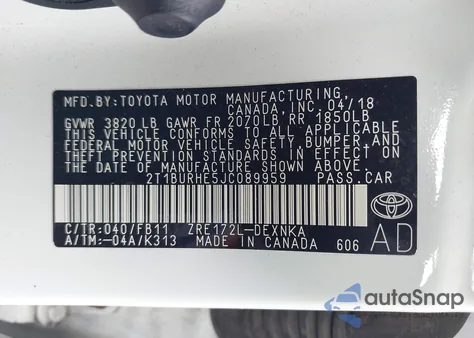 MFD.BY:TOYOTA MOTOR MANUFACTURING.
CANADA, INC. 04/18
GVWR 3820LB GAWR FR 2070LB,RR 1850LB
THIS VEHICLE CONFORMS TO ALL APPLICABLE
FEDERAL MOTOR VEHICLE SAFETY, BUMPER, AND
THEFT PREVENTION STANDARDS IN EFFECT ON
THE DATE OF MANUFACTURE SHOWN ABOVE.
2T1BURHE5JC089959 PASS.CAR
C/TR:040/FB11 ZRE172L-DEXNKA
A/TM:-04A/K313 MADE IN CANADA 606
AD
autoSnap